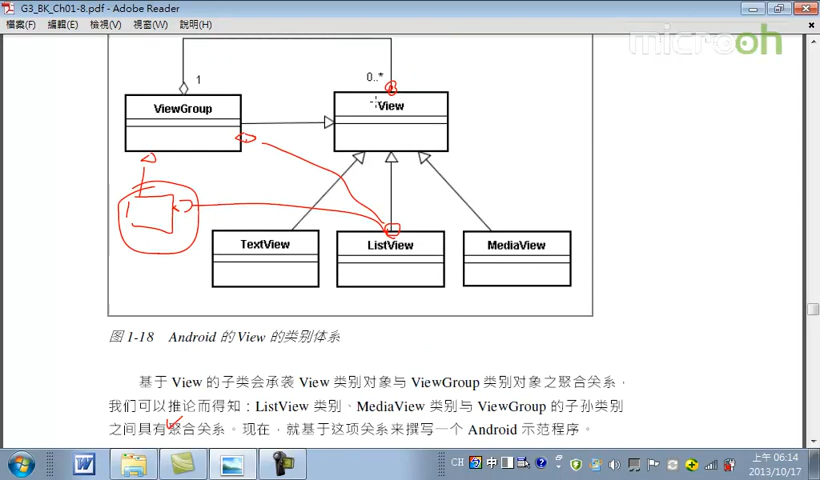 G3_BK_Ch01-8.pdf - Adobe Reader
檔案(F) 編輯(E) 檢視(V) 視窗(W) 說明(H)
microoh
1
0..*
ViewGroup
View
TextView
ListView
MediaView
图 1-18 Android 的 View 的类别体系
基于 View 的子类会承袭 View 类别对象与 ViewGroup 类别对象之聚合关系，
我们可以推论而得知：ListView 类别、MediaView 类别与 ViewGroup 的子孙类别
之间具有聚合关系。现在，就基于这项关系来撰写一个 Android 示范程序。
CH
上午 06:14
2013/10/17